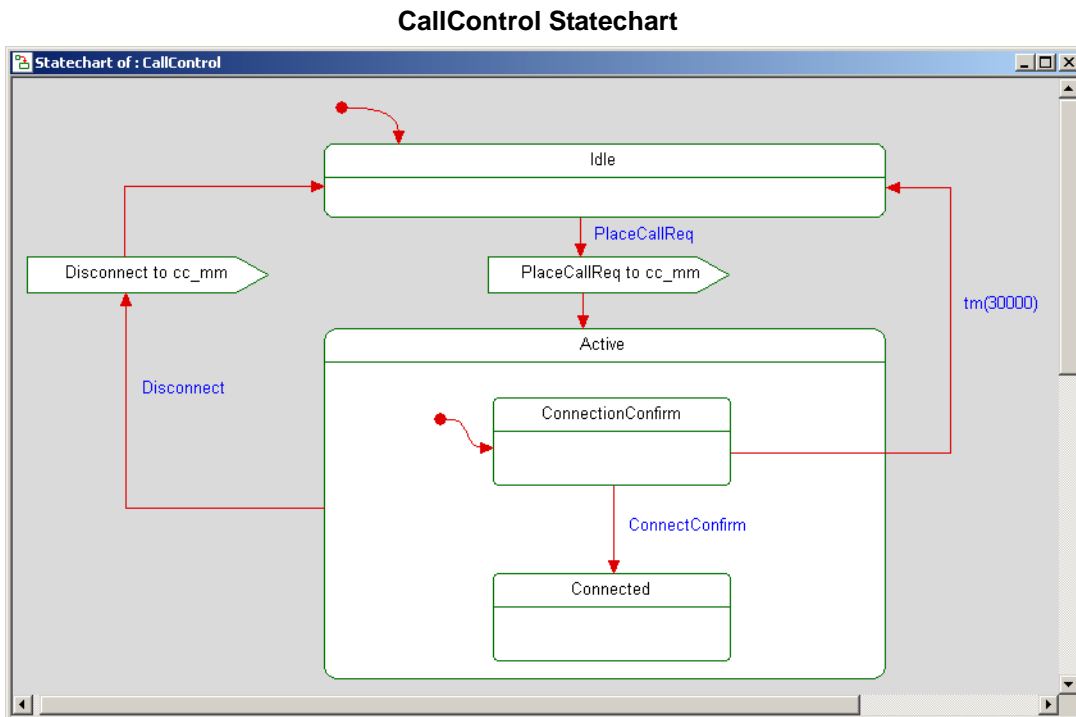 CallControl Statechart
Statechart of : CallControl
Idle
PlaceCallReq
Disconnect to cc_mm
PlaceCallReq to cc_mm
tm(30000)
Active
Disconnect
ConnectionConfirm
ConnectConfirm
Connected